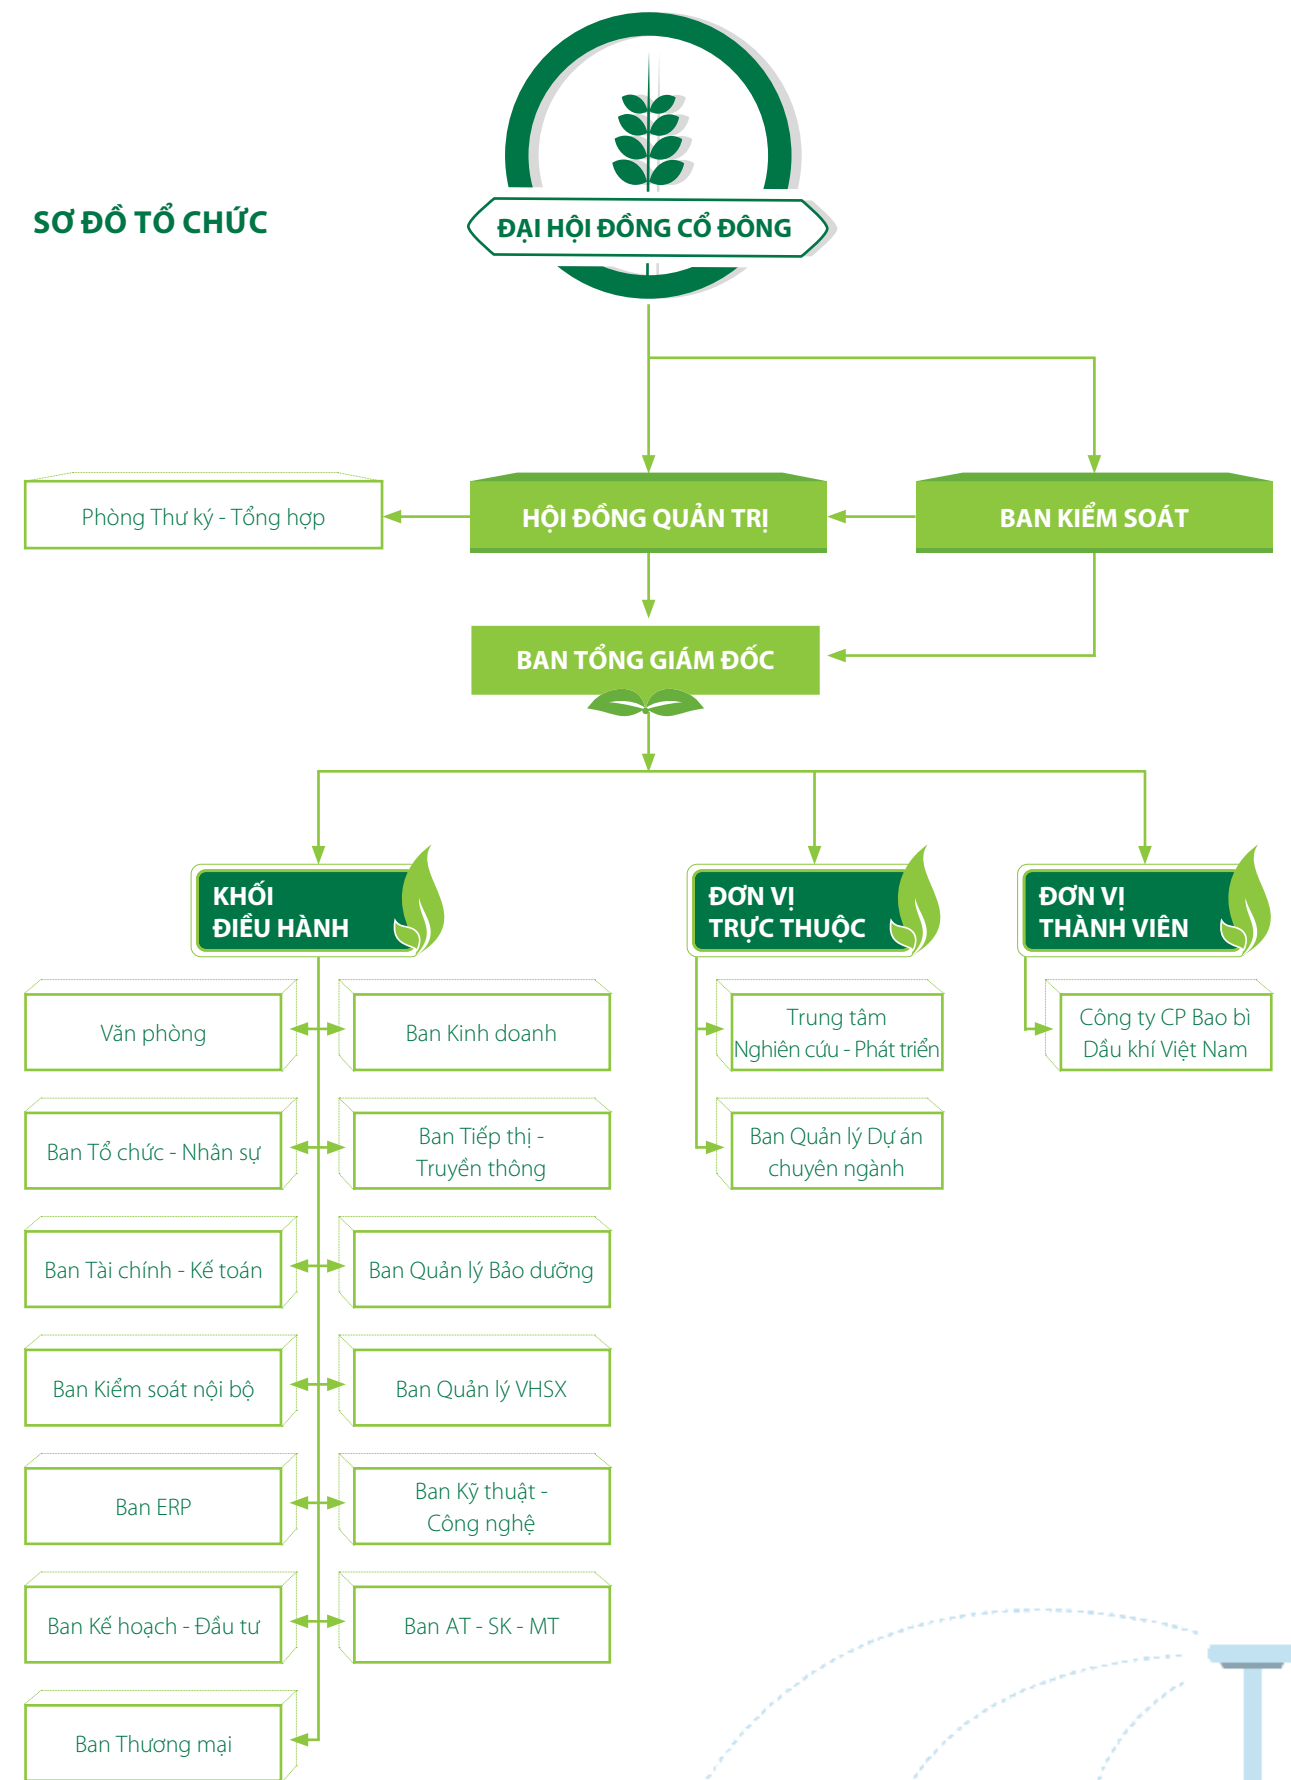 SƠ ĐỒ TỔ CHỨC
ĐẠI HỘI ĐỒNG CỔ ĐÔNG
Phòng Thư ký - Tổng hợp
HỘI ĐỒNG QUẢN TRỊ
BAN KIỂM SOÁT
BAN TỔNG GIÁM ĐỐC
KHỐI
ĐIỀU HÀNH
Văn phòng
Ban Kinh doanh
Ban Tổ chức - Nhân sự
Ban Tiếp thị -
Truyền thông
Ban Tài chính - Kế toán
Ban Quản lý Bảo dưỡng
Ban Kiểm soát nội bộ
Ban Quản lý VHSX
Ban ERP
Ban Kỹ thuật -
Công nghệ
Ban Kế hoạch - Đầu tư
Ban AT - SK - MT
Ban Thương mại
ĐƠN VỊ
TRỰC THUỘC
Trung tâm
Nghiên cứu - Phát triển
Ban Quản lý Dự án
chuyên ngành
ĐƠN VỊ
THÀNH VIÊN
Công ty CP Bao bì
Dầu khí Việt Nam